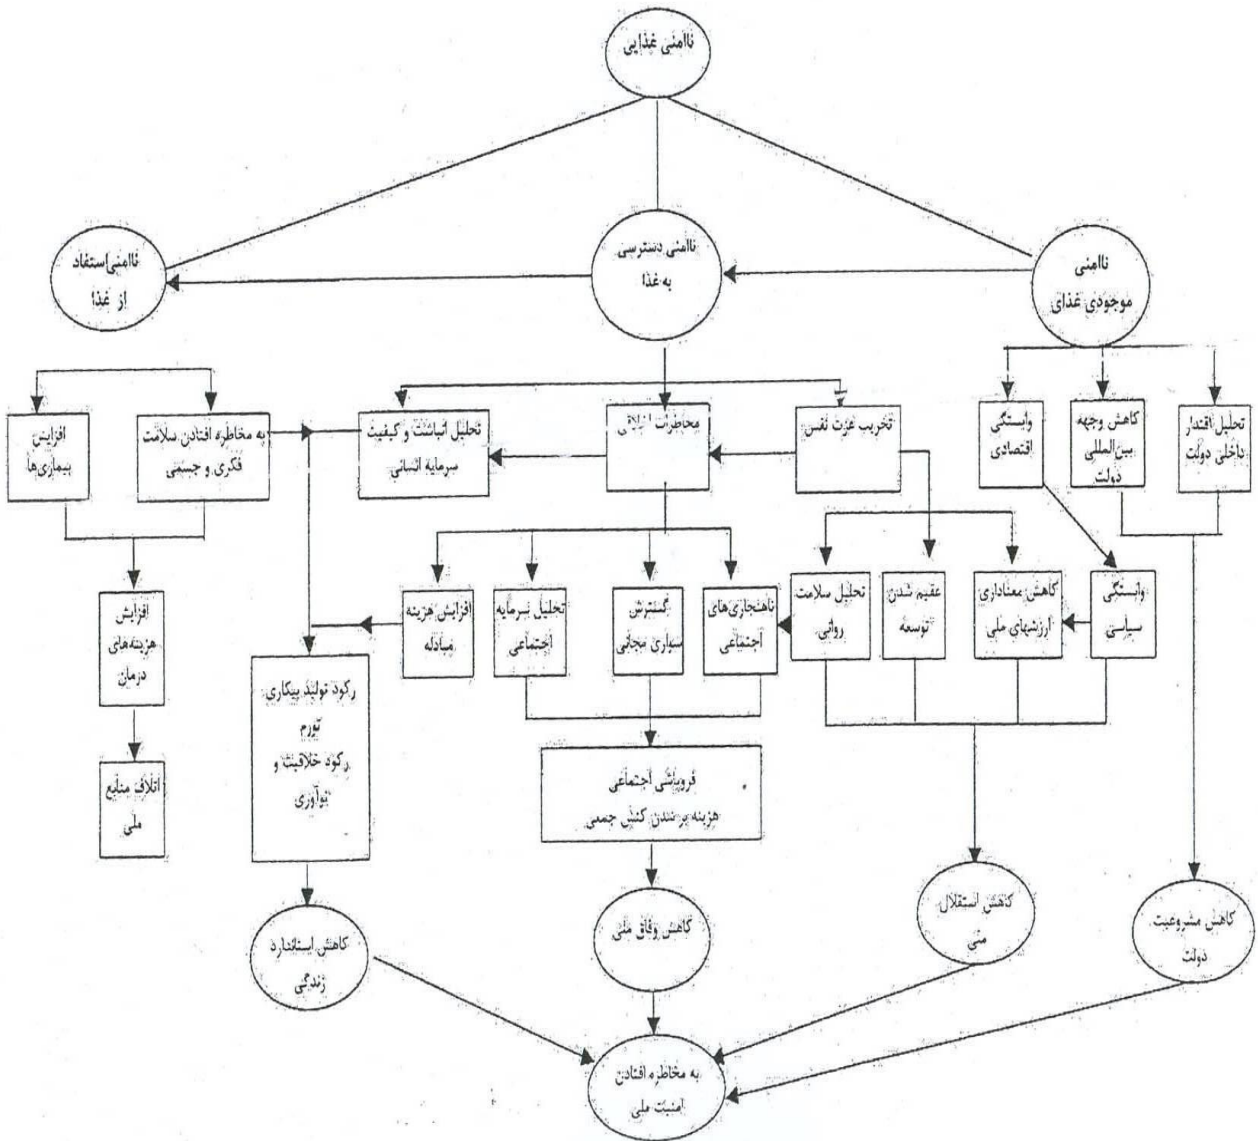 ناامنی غذایی
ناامنی
موجودی غذای
ناامنی دسترسی
به غذا
ناامنی استفاد
از غذا
تحلیل اقتدار
داخلی دولت
کاهش وجهه
بین‌المللی
دولت
وابستگی
اقتصادی
تخریب عزت نفس
مخاطرات اخلاقی
تحلیل انباشت و کیفیت
سرمایه انسانی
به مخاطره افتادن سلامت
فکری و جسمی
افزایش
بیماری‌ها
وابستگی
سیاسی
کاهش معناداری
ارزشهای ملی
عقیم شدن
توسعه
تحلیل سلامت
روانی
ناهنجاری‌های
اجتماعی
گسترش
سواری مجانی
تحلیل سرمایه
اجتماعی
افزایش هزینه
مبادله
افزایش
هزینه‌های
درمان
رکود تولید بیکاری
تورم
رکود خلاقیت و
نوآوری
فروپاشی اجتماعی
هزینه بر شدن کنش جمعی
اتلاف منابع
ملی
کاهش مشروعیت
دولت
کاهش استقلال
ملی
کاهش وفاق ملی
کاهش استاندارد
زندگی
به مخاطره افتادن
امنیت ملی